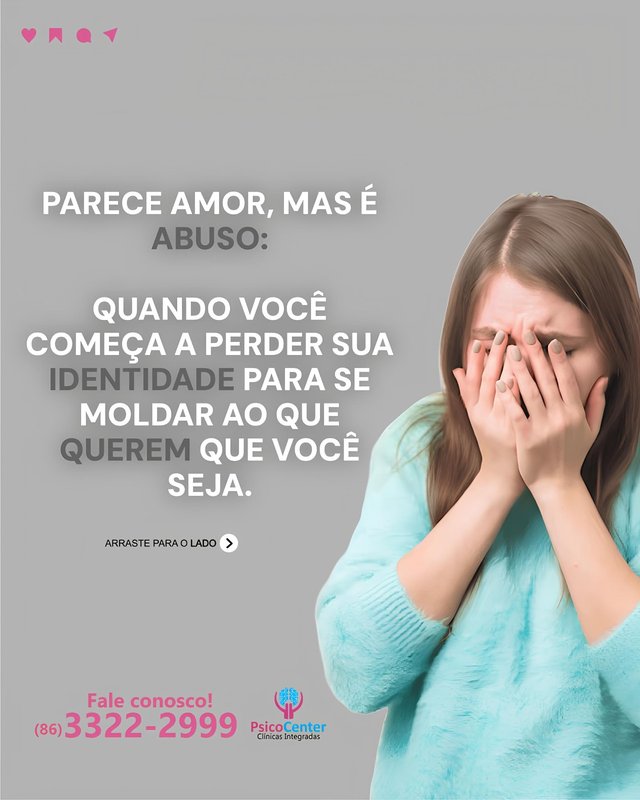 PARECE AMOR, MAS É
ABUSO:
QUANDO VOCÊ
COMEÇA A PERDER SUA
IDENTIDADE PARA SE
MOLDAR AO QUE
QUEREM QUE VOCÊ
SEJA.
ARRASTE PARA O LADO
Fale conosco!
(86)3322-2999
PsicoCenter
Clínicas Integradas